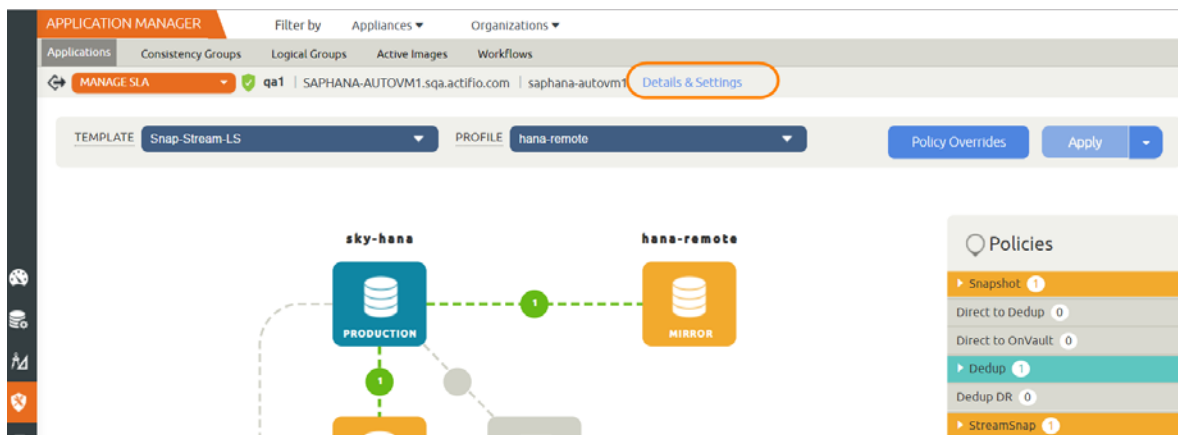 APPLICATION MANAGER Filter by Appliances Organizations
Applications Consistency Groups Logical Groups Active Images Workflows
MANAGE SLA qa1 | SAPHANA-AUTOVM1.sqa.actifio.com | saphana-autovm1 Details & Settings
TEMPLATE Snap-Stream-LS PROFILE hana-remote Policy Overrides Apply
sky-hana hana-remote
Policies
Snapshot 1
1
PRODUCTION MIRROR
Direct to Dedup 0
Direct to OnVault 0
1
Dedup 1
Dedup DR 0
StreamSnap 1